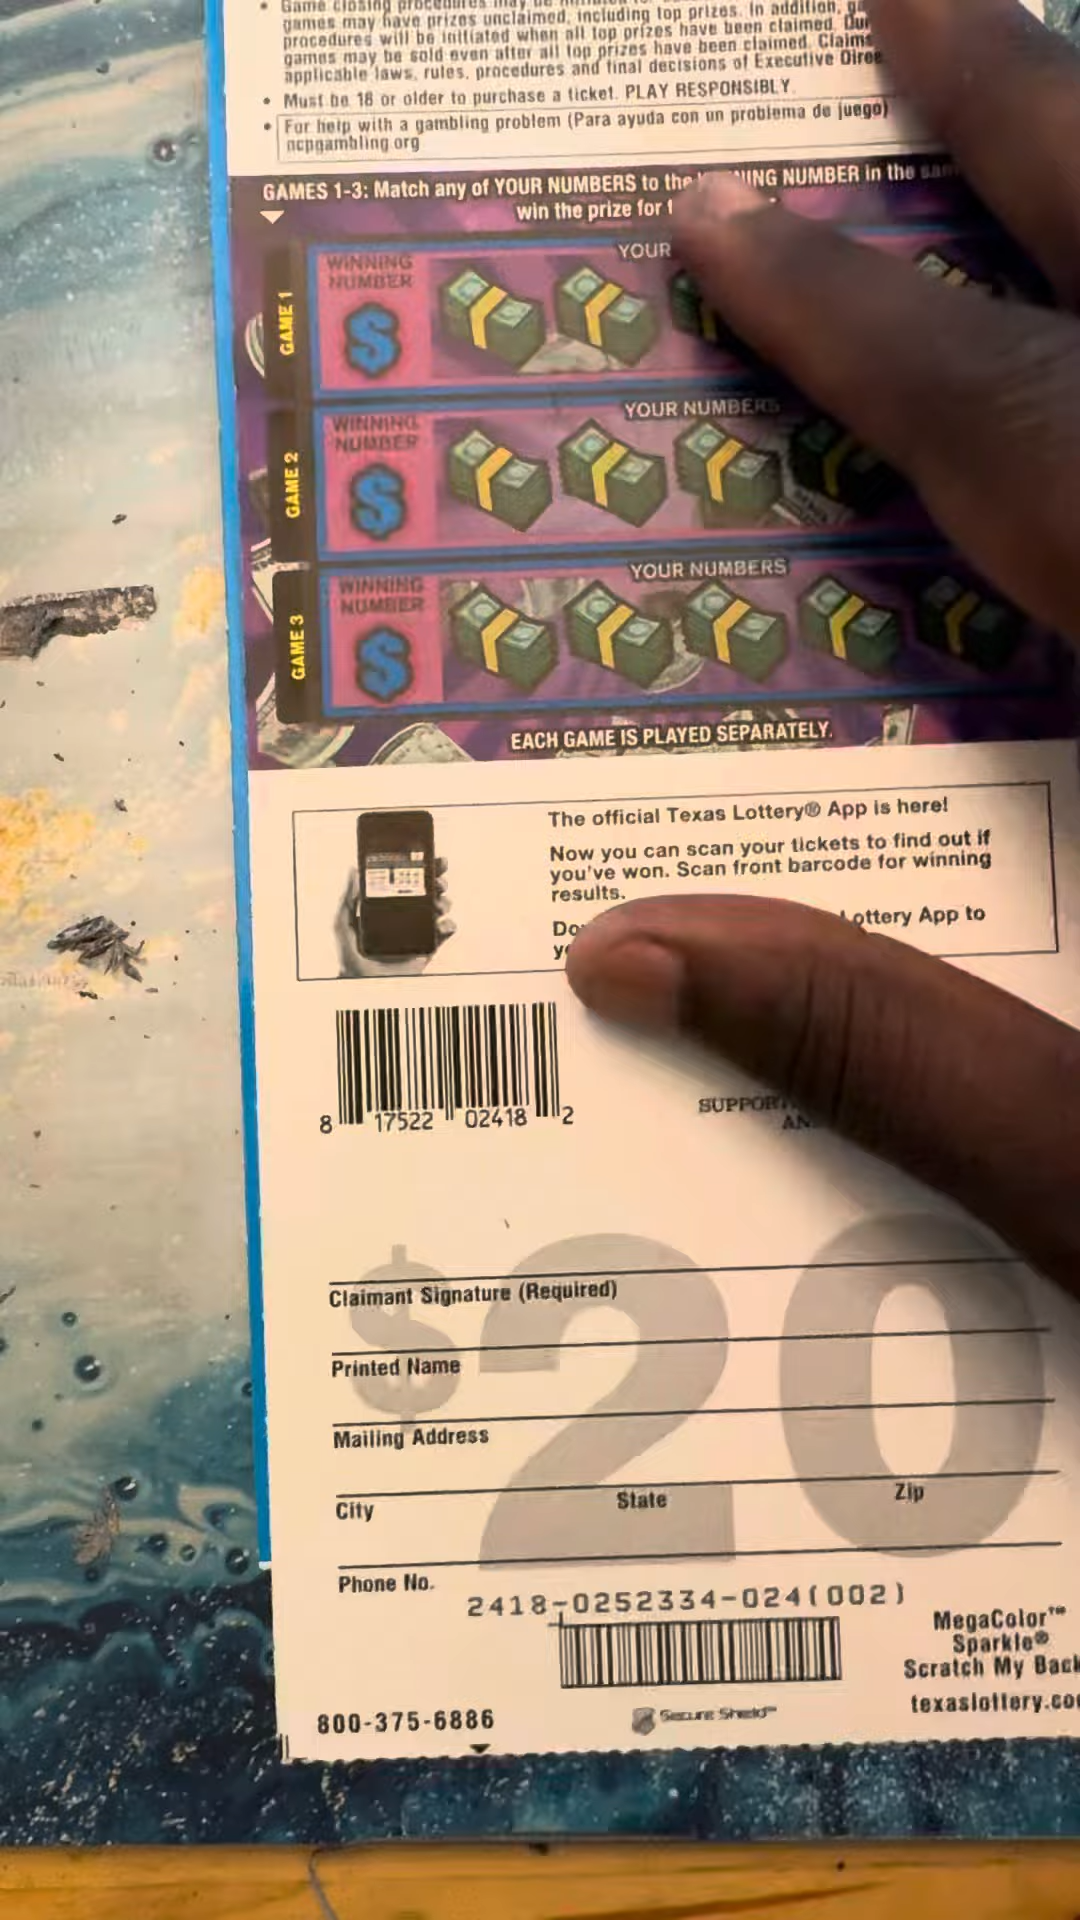 Game closing procedures may be
games may have prizes unclaimed, including top prizes. In addition,
procedures will be initiated when all top prizes have been claimed.
games may be sold even after all top prizes have been claimed. Claims
applicable laws, rules, procedures and final decisions of Executive
• Must be 18 or older to purchase a ticket. PLAY RESPONSIBLY.
• For help with a gambling problem (Para ayuda con un problema de juego)
ncpgambling.org
GAMES 1-3: Match any of YOUR NUMBERS to the NUMBER in the
win the prize for
GAME 1
WINNING
NUMBER
$
YOUR
GAME 2
WINNING
NUMBER
$
YOUR NUMBERS
GAME 3
WINNING
NUMBER
$
YOUR NUMBERS
EACH GAME IS PLAYED SEPARATELY.
The official Texas Lottery® App is here!
Now you can scan your tickets to find out if
you've won. Scan front barcode for winning
results.
Lottery App to
8 17522 02418 2
$20
Claimant Signature (Required)
Printed Name
Mailing Address
City State Zip
Phone No.
2418-0252334-024(002)
MegaColor™
Sparkle®
Scratch My Back
800-375-6886
Secure Shield™